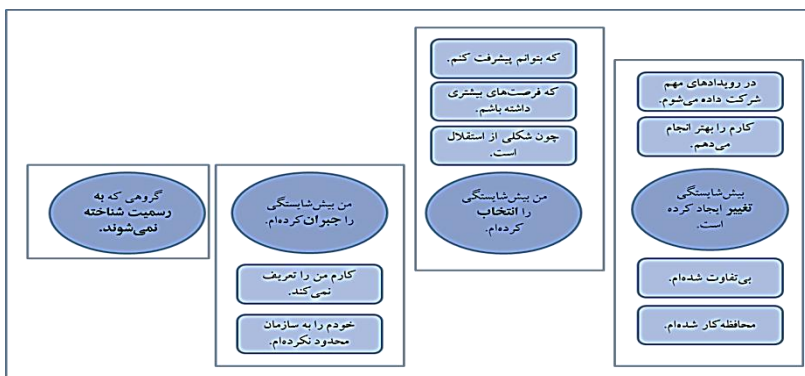 در رویدادهای مهم
شرکت داده می‌شوم.
کارم را بهتر انجام
می‌دهم.
بیش‌شایستگی
تغییر ایجاد کرده
است.
بی‌تفاوت شده‌ام.
محافظه‌کار شده‌ام.
که بتوانم پیشرفت کنم.
که فرصت‌های بیشتری
داشته باشم.
چون شکلی از استقلال
است.
من بیش‌شایستگی
را انتخاب
کرده‌ام.
من بیش‌شایستگی
را جبران کرده‌ام.
کارم من را تعریف
نمی‌کند.
خودم را به سازمان
محدود نکرده‌ام.
گروهی که به
رسمیت شناخته
نمی‌شوند.